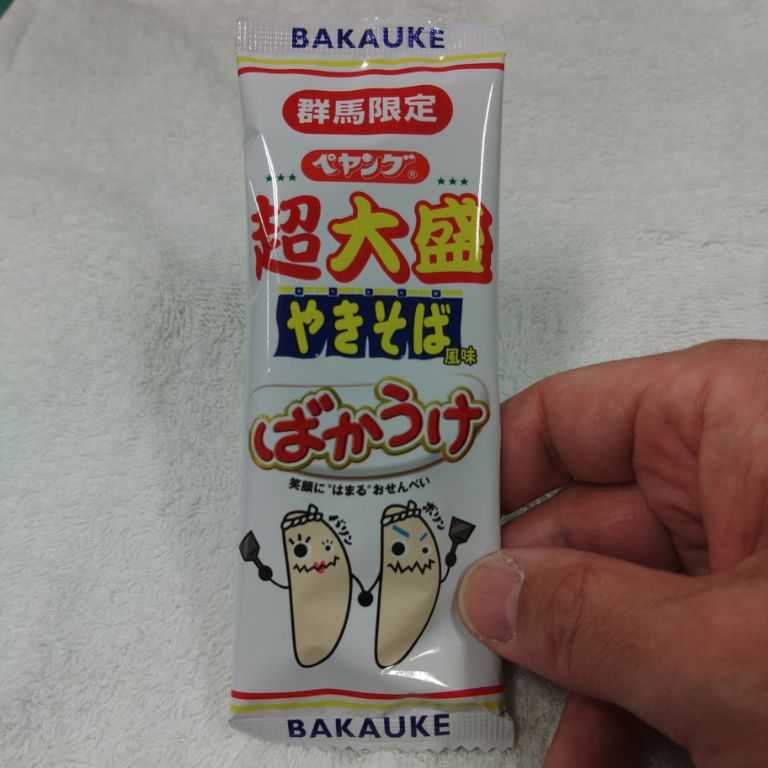 BAKAUKE
群馬限定
ペヤング®
超大盛
やきそば
風味
ばかうけ
笑顔に"はまる"おせんべい
バリン
ボリン
BAKAUKE